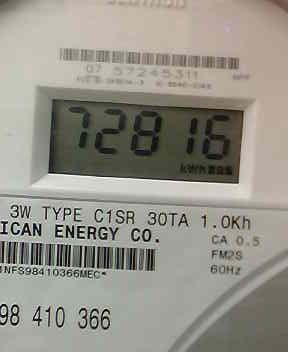 07 57245311
72816
kWh
3W TYPE C1SR 30TA 1.0Kh
ICAN ENERGY CO.
CA 0.5
FM2S
60Hz
1NFS98410366MEC*
98 410 366